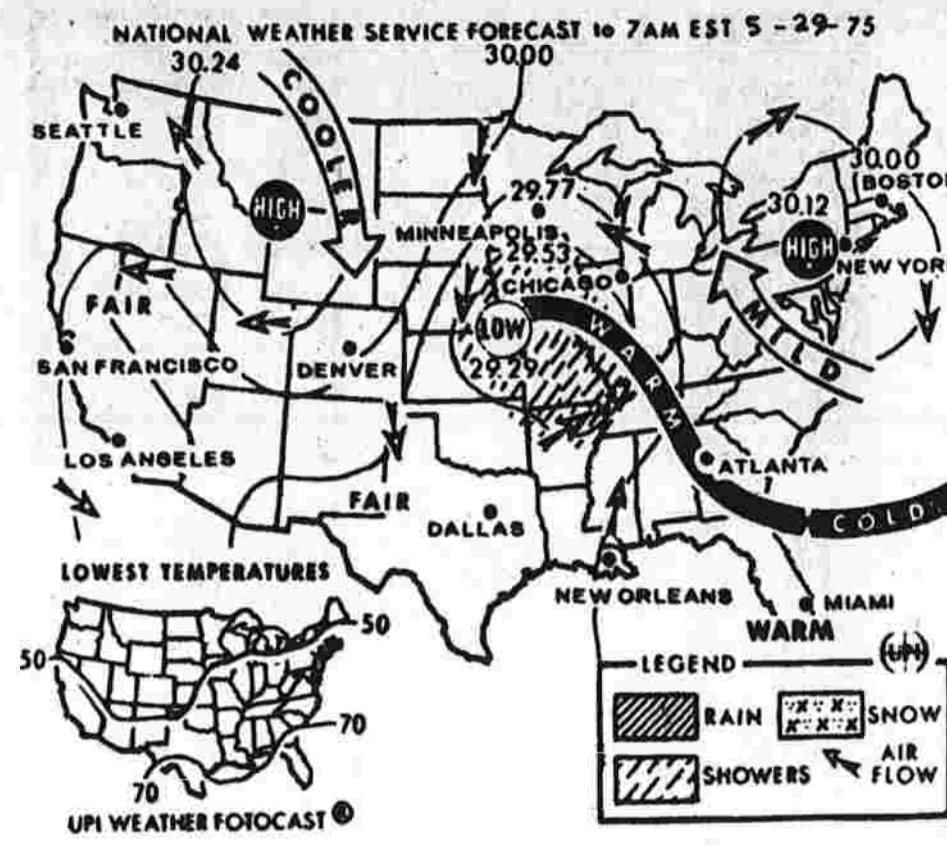 NATIONAL WEATHER SERVICE FORECAST to 7AM EST 5-29-75
30.24
30.00
COOLER
SEATTLE
30.00
BOSTON
29.77
HIGH
30.12
MINNEAPOLIS
HIGH
29.53
NEW YOR
CHICAGO
FAIR
LOW
WARM
MILD
SAN FRANCISCO
DENVER
29.29
LOS ANGELES
ATLANTA
FAIR
DALLAS
COLD
LOWEST TEMPERATURES
NEW ORLEANS
MIAMI
WARM
50
50
70
70
LEGEND
UPI
RAIN
SNOW
SHOWERS
AIR
FLOW
UPI WEATHER FOTOCAST ®